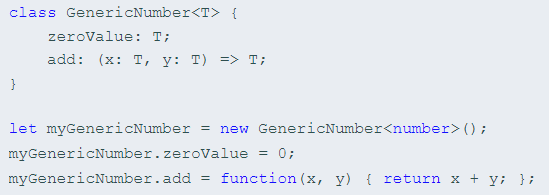 class GenericNumber<T> {
    zeroValue: T;
    add: (x: T, y: T) => T;
}

let myGenericNumber = new GenericNumber<number>();
myGenericNumber.zeroValue = 0;
myGenericNumber.add = function(x, y) { return x + y; };